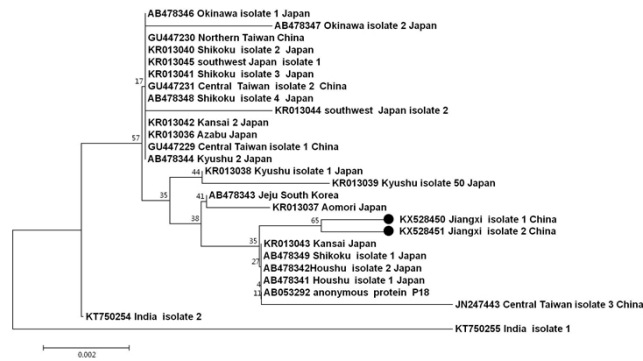 AB478346 Okinawa isolate 1 Japan
AB478347 Okinawa isolate 2 Japan
GU447230 Northern Taiwan China
KR013040 Shikoku isolate 2 Japan
KR013045 southwest Japan isolate 1
KR013041 Shikoku isolate 3 Japan
17
GU447231 Central Taiwan isolate 2 China
AB478348 Shikoku isolate 4 Japan
KR013044 southwest Japan isolate 2
KR013042 Kansai 2 Japan
57
KR013036 Azabu Japan
GU447229 Central Taiwan isolate 1 China
AB478344 Kyushu 2 Japan
44
KR013038 Kyushu isolate 1 Japan
KR013039 Kyushu isolate 50 Japan
35
41
AB478343 Jeju South Korea
KR013037 Aomori Japan
38
65
KX528450 Jiangxi isolate 1 China
KX528451 Jiangxi isolate 2 China
35
KR013043 Kansai Japan
AB478349 Shikoku isolate 1 Japan
27
AB478342Houshu isolate 2 Japan
4
AB478341 Houshu isolate 1 Japan
11
AB053292 anonymous protein P18
JN247443 Central Taiwan isolate 3 China
KT750254 India isolate 2
KT750255 India isolate 1
0.002